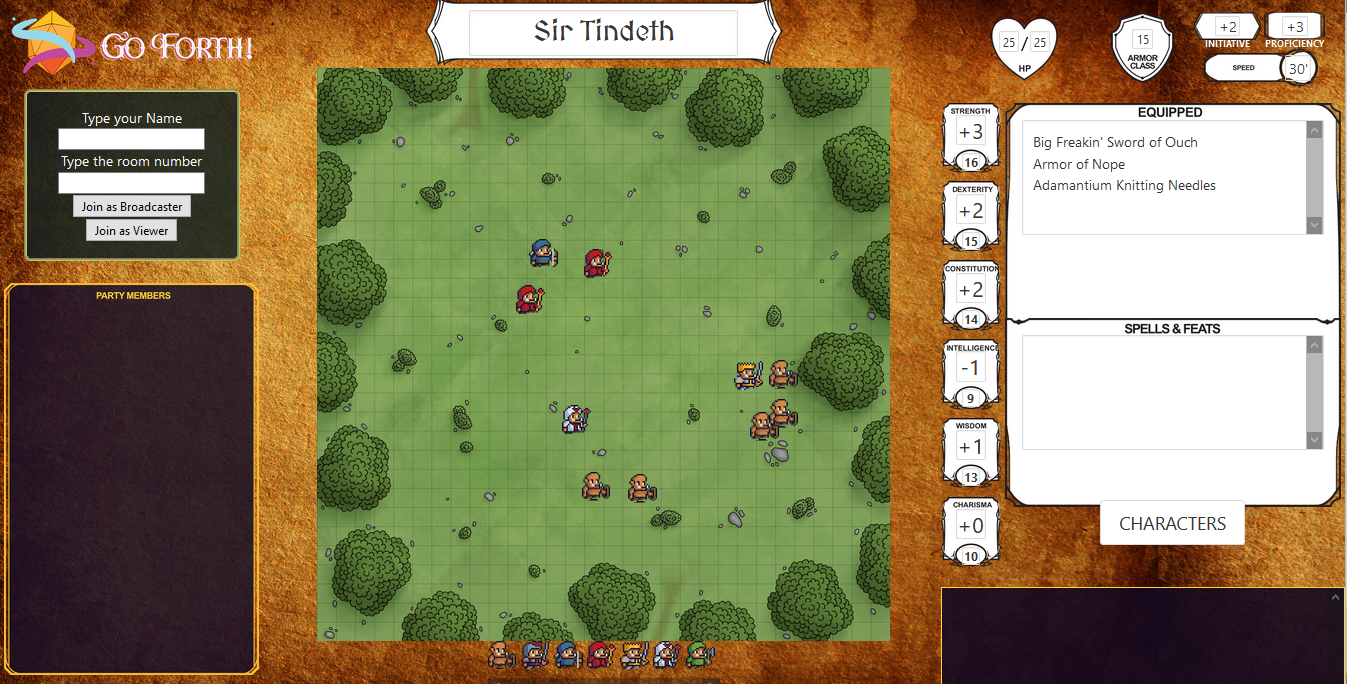 Go Forth!
Sir Tindeth
Type your Name
Type the room number
Join as Broadcaster
Join as Viewer
PARTY MEMBERS
25 / 25
HP
15
ARMOR
CLASS
+2
INITIATIVE
+3
PROFICIENCY
SPEED
30'
STRENGTH
+3
16
DEXTERITY
+2
15
CONSTITUTION
+2
14
INTELLIGENCE
-1
9
WISDOM
+1
13
CHARISMA
+0
10
EQUIPPED
Big Freakin' Sword of Ouch
Armor of Nope
Adamantium Knitting Needles
SPELLS & FEATS
CHARACTERS